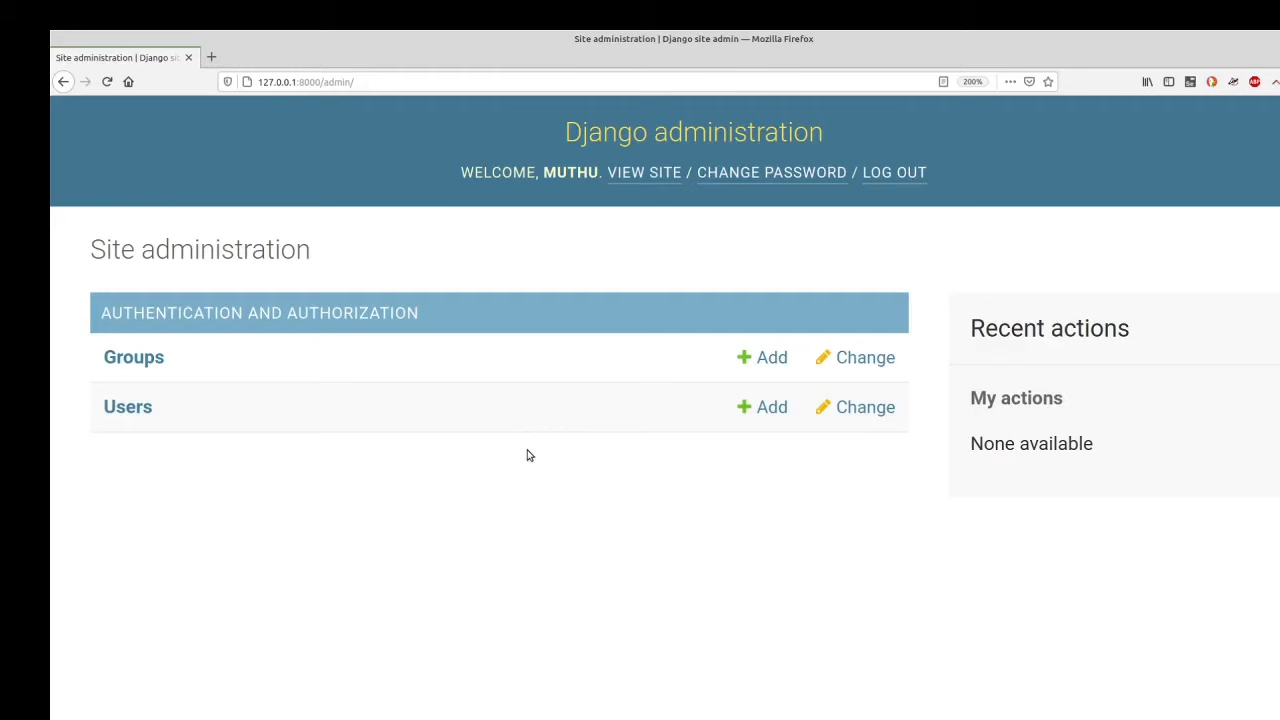 Site administration | Django site admin — Mozilla Firefox
Site administration | Django sit
127.0.0.1:8000/admin/
200%
Django administration
WELCOME, MUTHU. VIEW SITE / CHANGE PASSWORD / LOG OUT
Site administration
AUTHENTICATION AND AUTHORIZATION
Groups Add Change
Users Add Change
Recent actions
My actions
None available